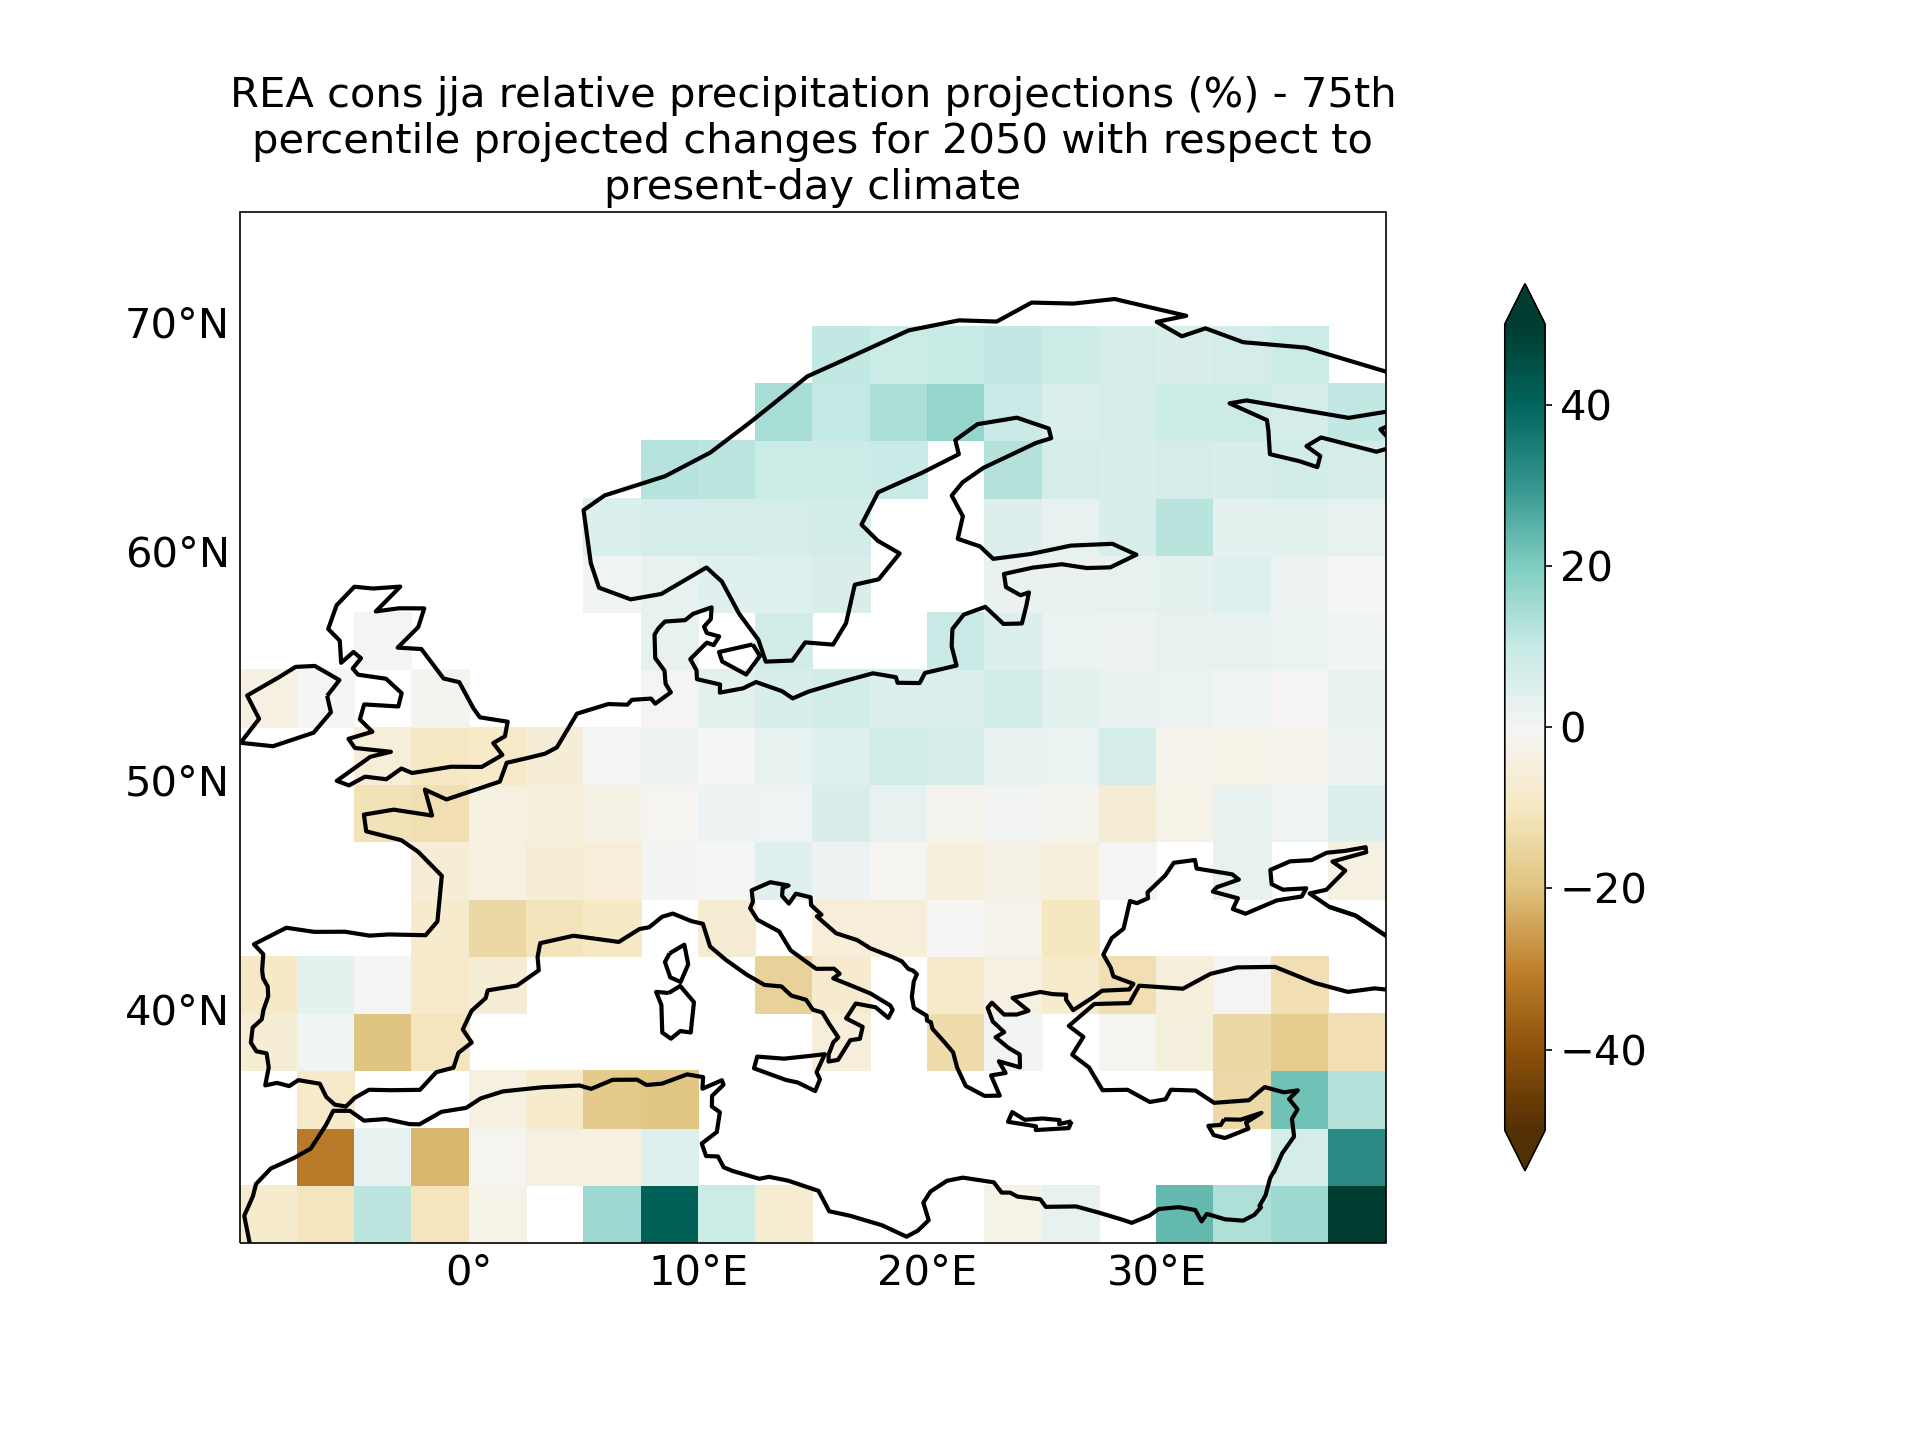 REA cons jja relative precipitation projections (%) - 75th
percentile projected changes for 2050 with respect to
present-day climate
70°N
60°N
50°N
40°N
0°
10°E
20°E
30°E
40
20
0
−20
−40